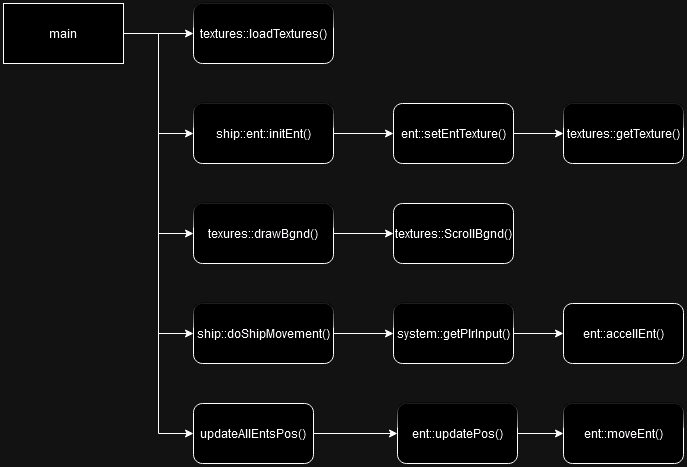 main
textures::loadTextures()
ship::ent::initEnt()
ent::setEntTexture()
textures::getTexture()
texures::drawBgnd()
textures::ScrollBgnd()
ship::doShipMovement()
system::getPlrInput()
ent::accellEnt()
updateAllEntsPos()
ent::updatePos()
ent::moveEnt()